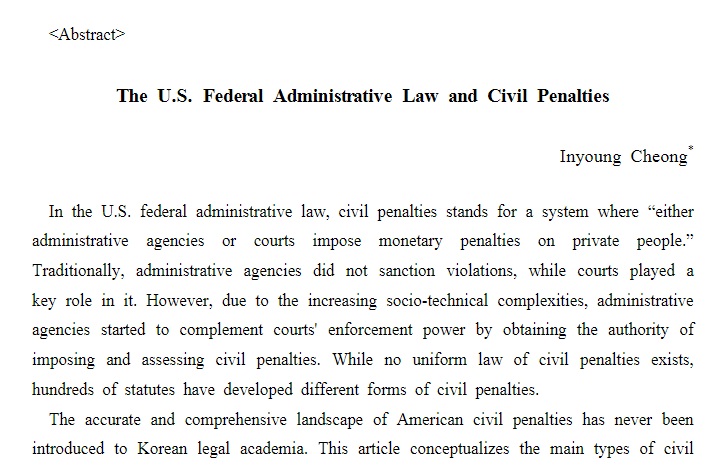 <Abstract>
The U.S. Federal Administrative Law and Civil Penalties
Inyoung Cheong*
In the U.S. federal administrative law, civil penalties stands for a system where “either
administrative agencies or courts impose monetary penalties on private people.”
Traditionally, administrative agencies did not sanction violations, while courts played a
key role in it. However, due to the increasing socio-technical complexities, administrative
agencies started to complement courts' enforcement power by obtaining the authority of
imposing and assessing civil penalties. While no uniform law of civil penalties exists,
hundreds of statutes have developed different forms of civil penalties.
The accurate and comprehensive landscape of American civil penalties has never been
introduced to Korean legal academia. This article conceptualizes the main types of civil